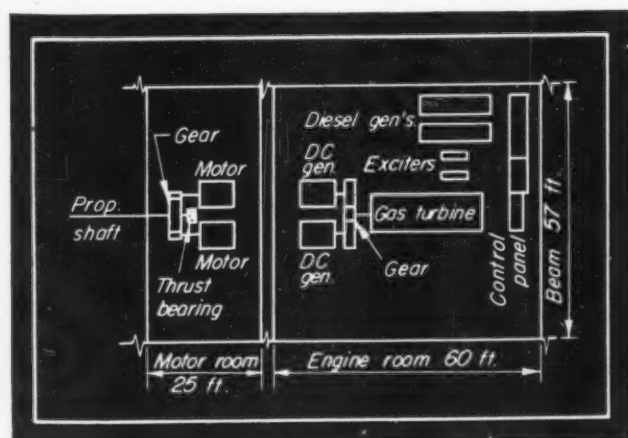 Gear
Motor
Prop.
shaft
Motor
Thrust
bearing
Motor room
25 ft.
Diesel gen's.
DC
gen.
Exciters
Gas turbine
Gear
DC
gen.
Control
panel
Beam 57 ft.
Engine room 60 ft.